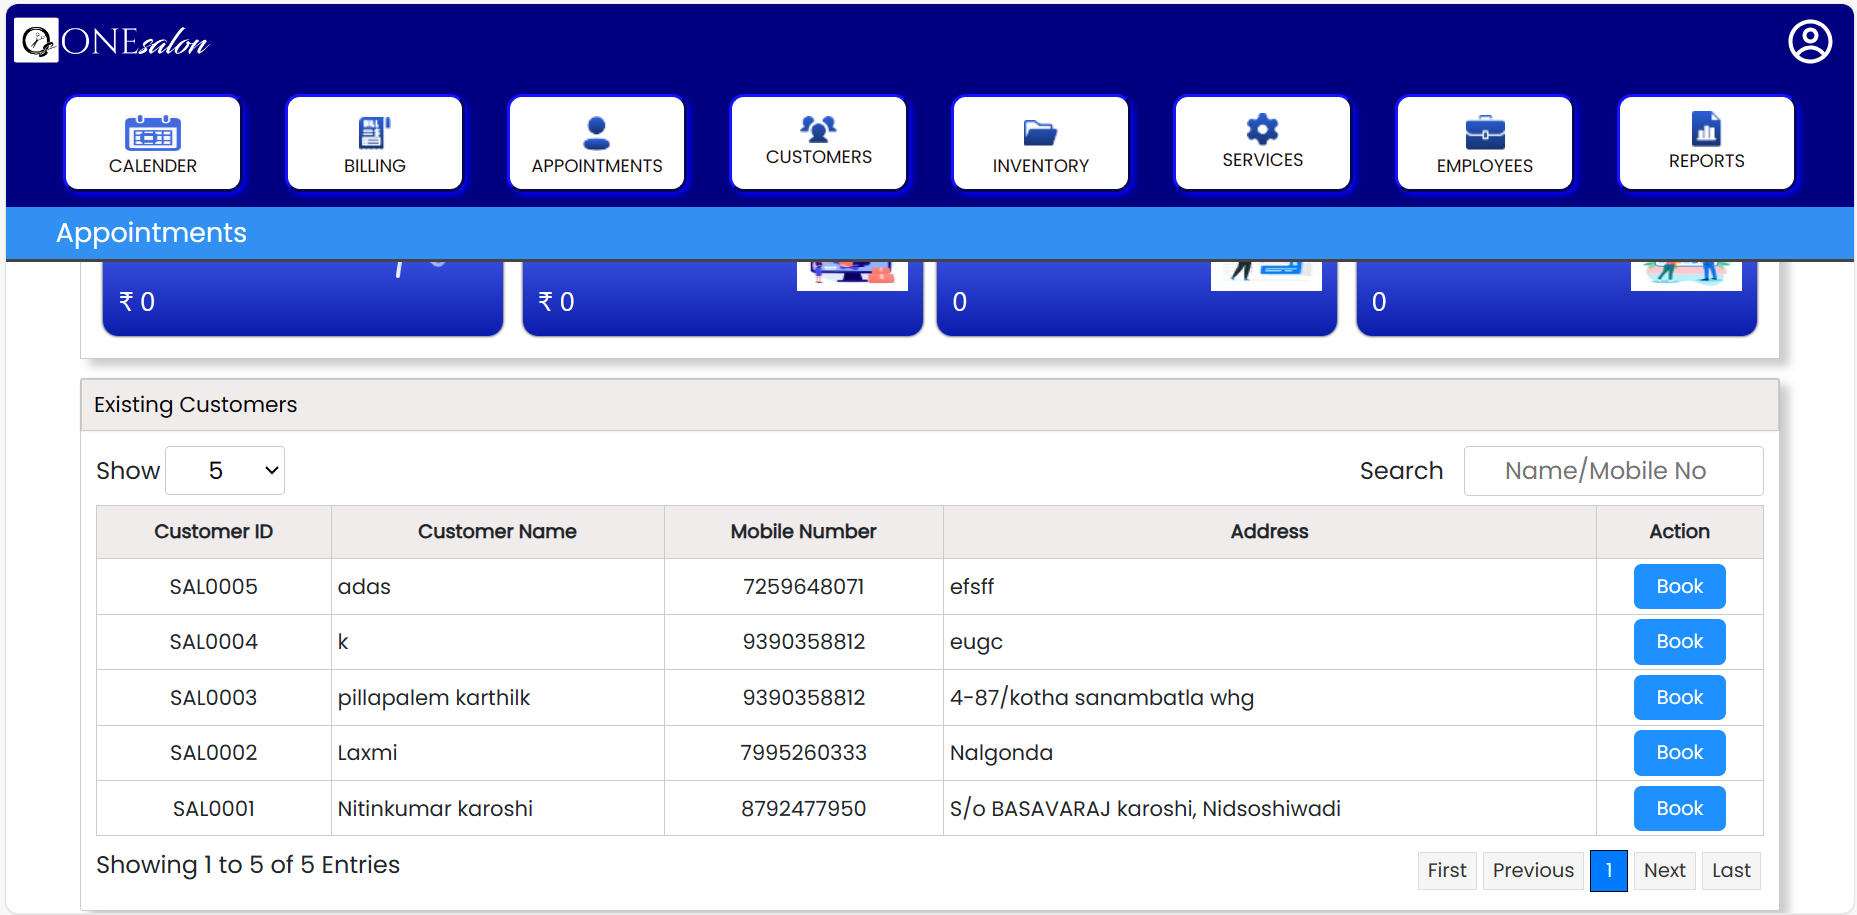 ONEsalon
CALENDER
BILLING
APPOINTMENTS
CUSTOMERS
INVENTORY
SERVICES
EMPLOYEES
REPORTS
Appointments
₹ 0
₹ 0
0
0
Existing Customers
Show 5
Search Name/Mobile No
Customer ID Customer Name Mobile Number Address Action
SAL0005 adas 7259648071 efsff Book
SAL0004 k 9390358812 eugc Book
SAL0003 pillapalem karthilk 9390358812 4-87/kotha sanambatla whg Book
SAL0002 Laxmi 7995260333 Nalgonda Book
SAL0001 Nitinkumar karoshi 8792477950 S/o BASAVARAJ karoshi, Nidsoshiwadi Book
Showing 1 to 5 of 5 Entries
First Previous 1 Next Last